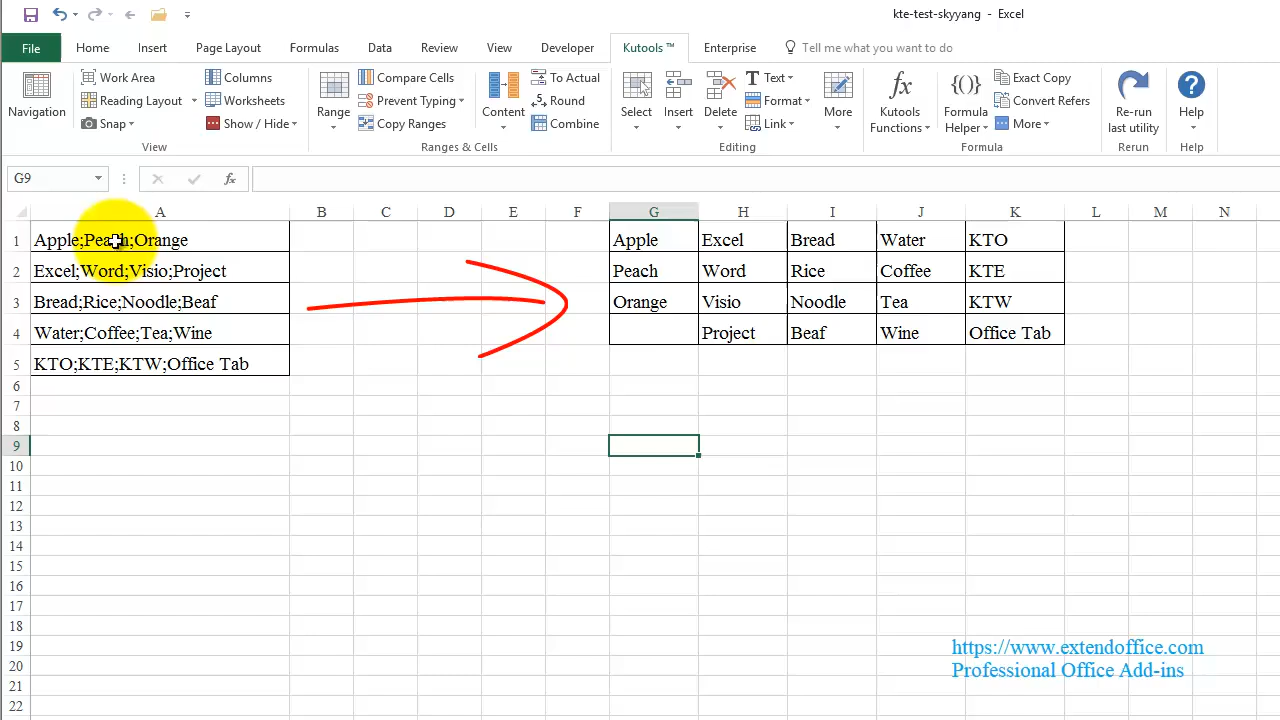 kte-test-skyyang - Excel
File Home Insert Page Layout Formulas Data Review View Developer Kutools ™ Enterprise Tell me what you want to do
Navigation
Work Area
Reading Layout
Snap
Columns
Worksheets
Show / Hide
View
Range
Compare Cells
Prevent Typing
Copy Ranges
Content
To Actual
Round
Combine
Ranges & Cells
Select
Insert
Delete
Text
Format
Link
More
Editing
Kutools
Functions
Formula
Helper
Exact Copy
Convert Refers
More
Formula
Re-run
last utility
Rerun
Help
Help
G9 fx
A B C D E F G H I J K L M N
1 Apple;Peach;Orange Apple Excel Bread Water KTO
2 Excel;Word;Visio;Project Peach Word Rice Coffee KTE
3 Bread;Rice;Noodle;Beaf Orange Visio Noodle Tea KTW
4 Water;Coffee;Tea;Wine Project Beaf Wine Office Tab
5 KTO;KTE;KTW;Office Tab
6
7
8
9
10
11
12
13
14
15
16
17
18
19
20
21
22
https://www.extendoffice.com
Professional Office Add-ins